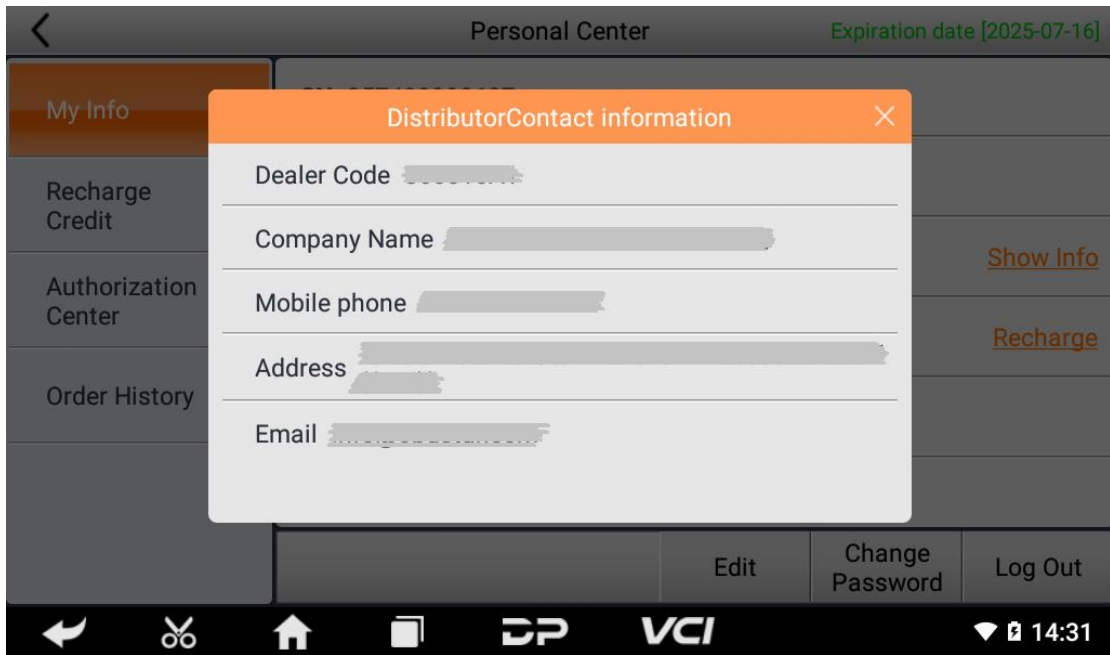 Personal Center
Expiration date [2025-07-16]
My Info
Recharge
Credit
Authorization
Center
Order History
DistributorContact information
Dealer Code
Company Name
Mobile phone
Address
Email
Show Info
Recharge
Edit
Change
Password
Log Out
DP
VCI
14:31